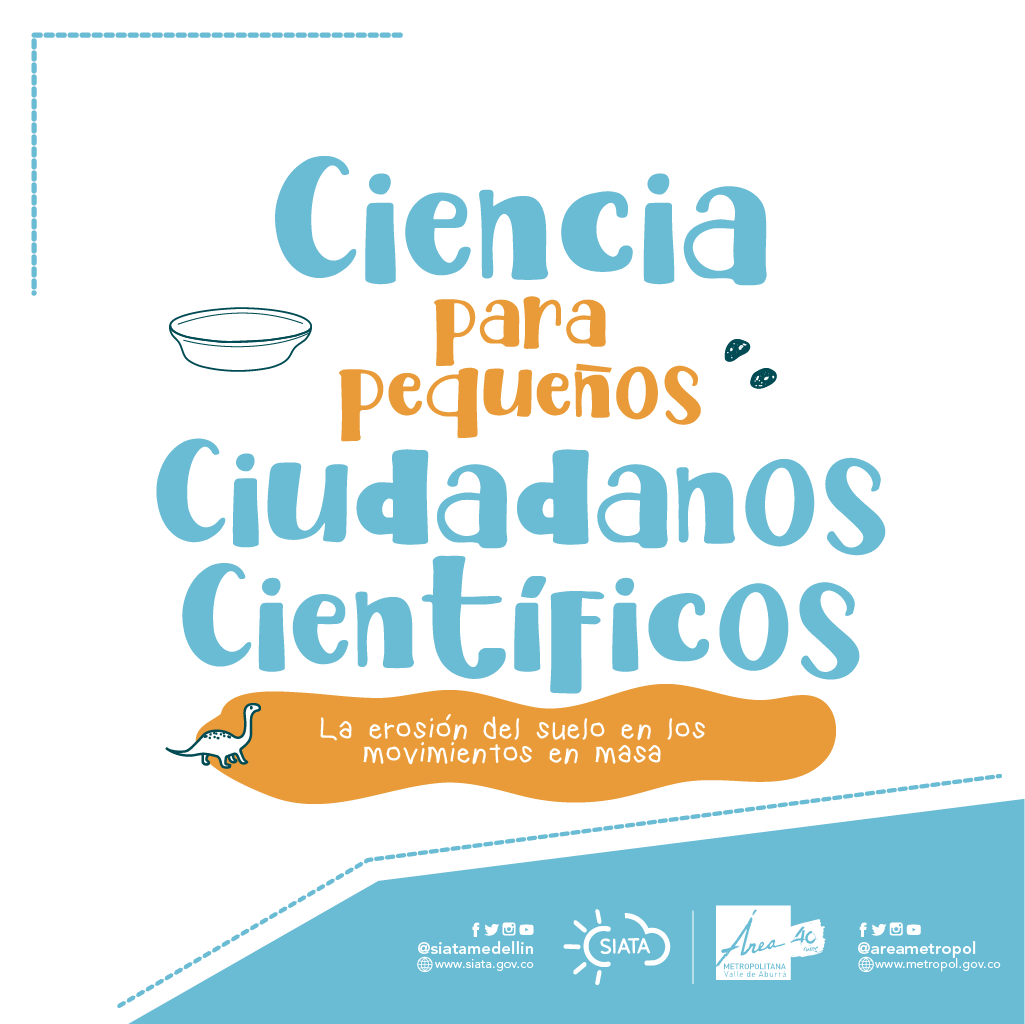 Ciencia
para
pequeños
Ciudadanos
Científicos
La erosión del suelo en los
movimientos en masa
@siatamedellin
www.siata.gov.co
SIATA
Área 40
METROPOLITANA
Valle de Aburrá
@areametropol
www.metropol.gov.co